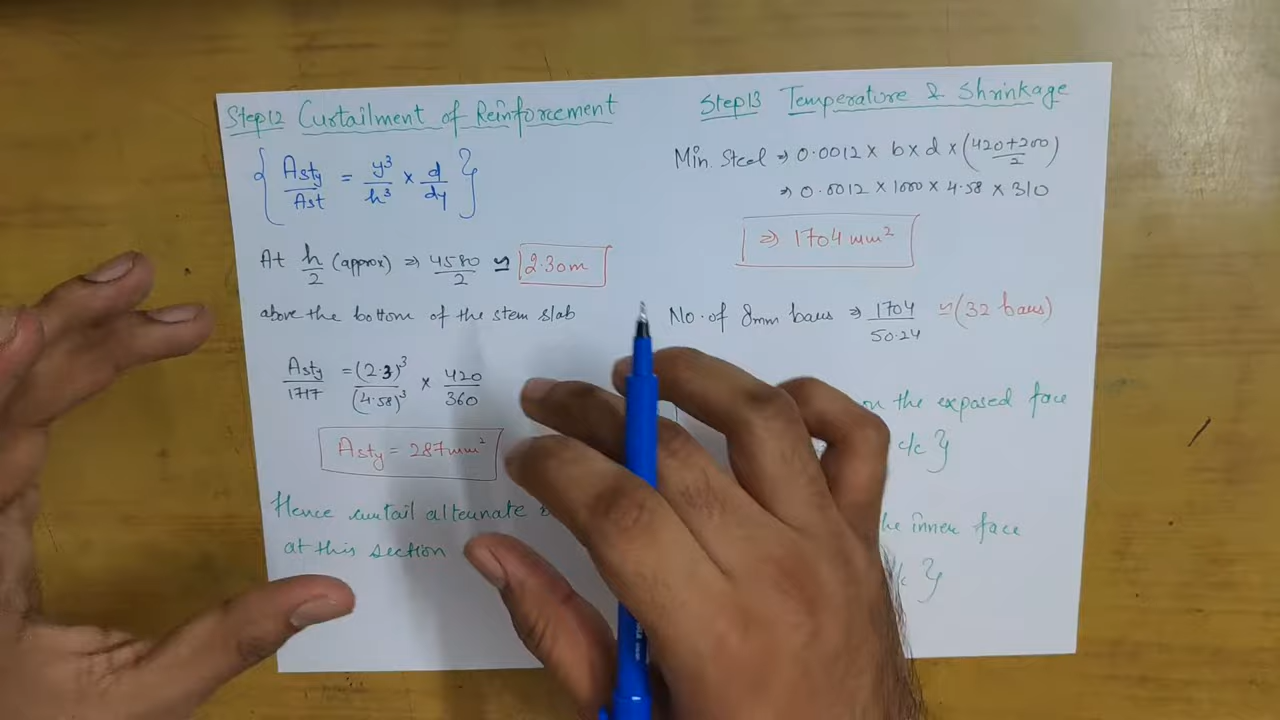 Step12 Curtailment of Reinforcement
{ Asty/Ast = y³/h³ × d/dy }
At h/2 (approx) ⇒ 4580/2 ≃ 2.30m
above the bottom of the stem slab
Asty/1717 = (2.3)³/(4.58)³ × 420/360
Asty = 287mm²
Hence curtail alternate
at this section
Step13 Temperature & Shrinkage
Min. Steel ⇒ 0.0012 × b × d × (420+200/2)
⇒ 0.0012 × 1000 × 4.58 × 310
⇒ 1704 mm²
No. of 8mm bars ⇒ 1704/50.24 ≃ (32 bars)
on the exposed face
c/c }
inner face
}